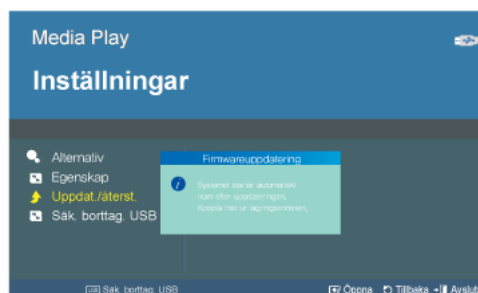 Media Play
Inställningar
Alternativ
Egenskap
Uppdat./återst.
Säk. borttag. USB
Firmwareuppdatering
Systemet startar automatiskt
om efter uppdateringen.
Koppla inte ur lagringsenheten.
Säk. borttag. USB
Öppna Tillbaka Avsluta